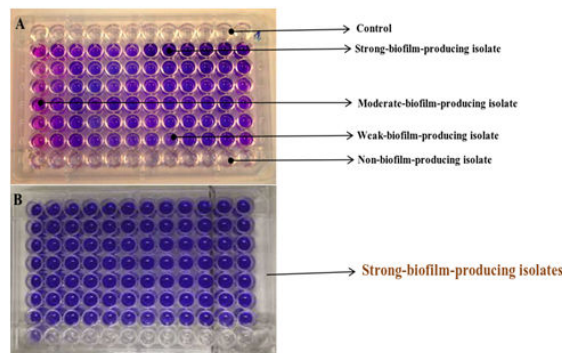 A
Control
Strong-biofilm-producing isolate
Moderate-biofilm-producing isolate
Weak-biofilm-producing isolate
Non-biofilm-producing isolate
B
Strong-biofilm-producing isolates